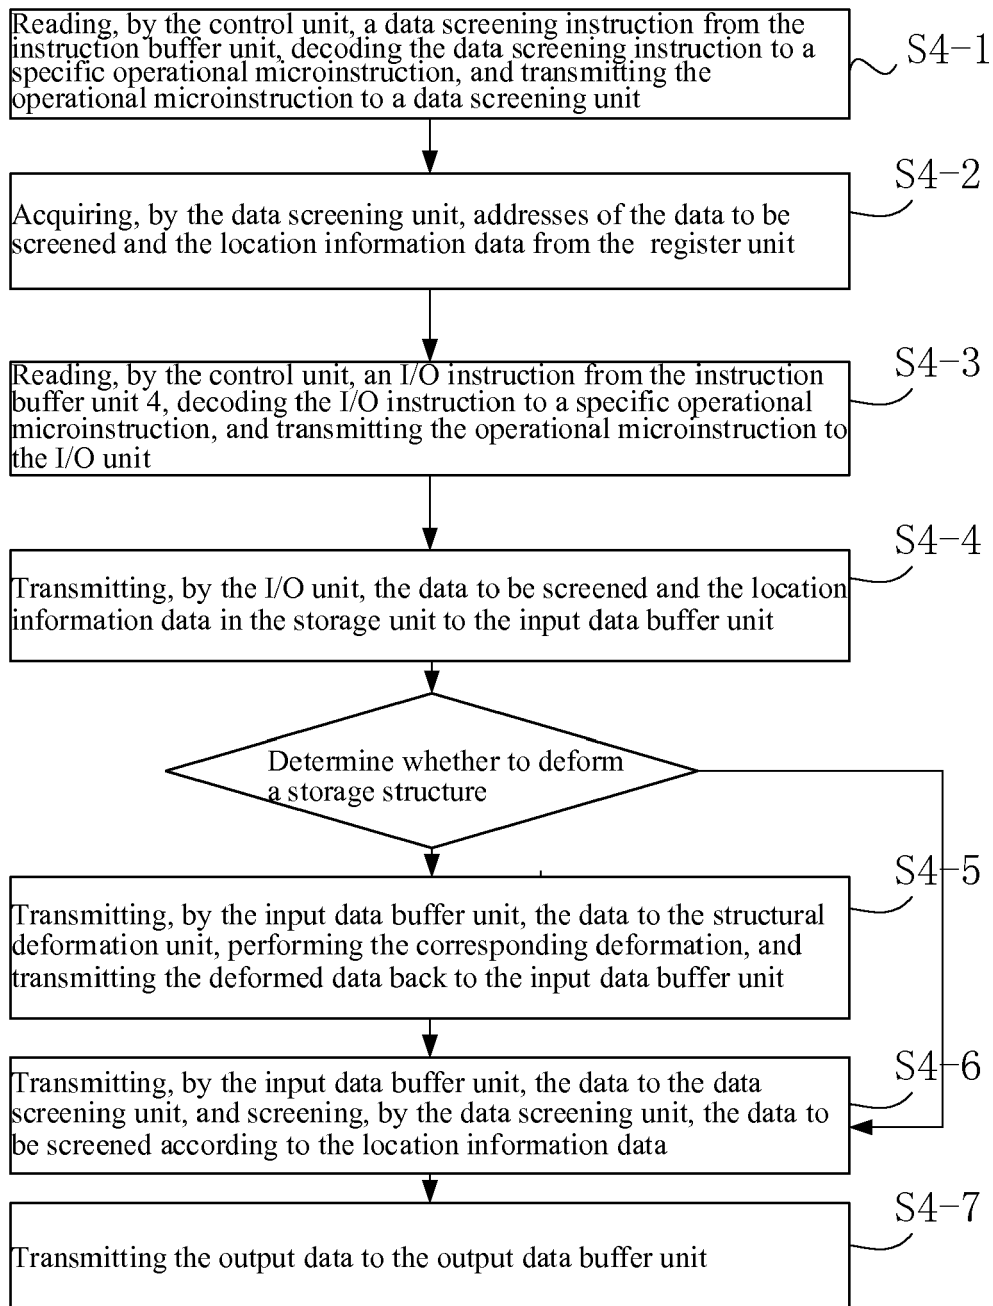 Reading, by the control unit, a data screening instruction from the
instruction buffer unit, decoding the data screening instruction to a
specific operational microinstruction, and transmitting the
operational microinstruction to a data screening unit
S4-1
Acquiring, by the data screening unit, addresses of the data to be
screened and the location information data from the register unit
S4-2
Reading, by the control unit, an I/O instruction from the instruction
buffer unit 4, decoding the I/O instruction to a specific operational
microinstruction, and transmitting the operational microinstruction to
the I/O unit
S4-3
Transmitting, by the I/O unit, the data to be screened and the location
information data in the storage unit to the input data buffer unit
S4-4
Determine whether to deform
a storage structure
Transmitting, by the input data buffer unit, the data to the structural
deformation unit, performing the corresponding deformation, and
transmitting the deformed data back to the input data buffer unit
S4-5
Transmitting, by the input data buffer unit, the data to the data
screening unit, and screening, by the data screening unit, the data to
be screened according to the location information data
S4-6
Transmitting the output data to the output data buffer unit
S4-7